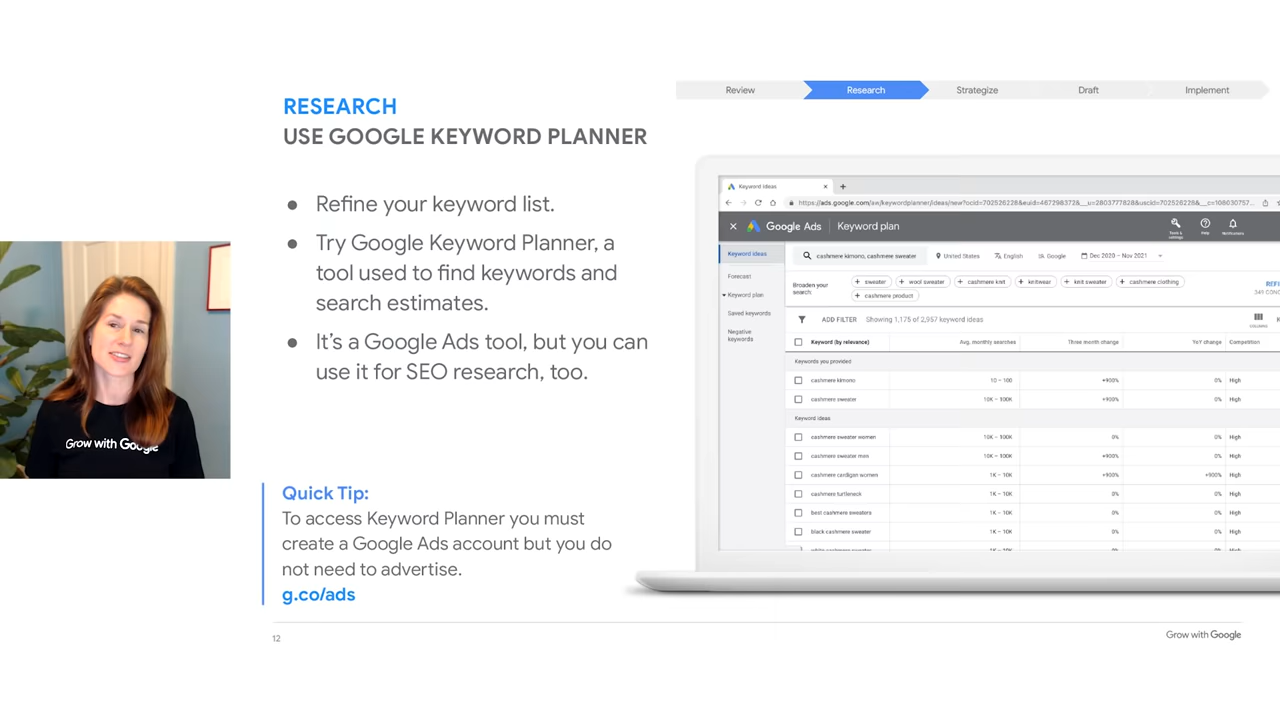 Review
Research
Strategize
Draft
Implement
RESEARCH
USE GOOGLE KEYWORD PLANNER
● Refine your keyword list.
● Try Google Keyword Planner, a
tool used to find keywords and
search estimates.
● It's a Google Ads tool, but you can
use it for SEO research, too.
Grow with Google
Quick Tip:
To access Keyword Planner you must
create a Google Ads account but you do
not need to advertise.
g.co/ads
Keyword Ideas
Google Ads | Keyword plan
Tools & settings
Help
Notifications
Keyword ideas
Forecast
Keyword plan
Saved keywords
Negative
keywords
cashmere kimono, cashmere sweater
United States
English
Google
Dec 2020 – Nov 2021
Broaden your
search:
+ sweater
+ wool sweater
+ cashmere knit
+ knitwear
+ knit sweater
+ cashmere clothing
+ cashmere product
ADD FILTER Showing 1,175 of 2,957 keyword ideas
COLUMNS
Keyword (by relevance) Avg. monthly searches Three month change YoY change Competition
Keywords you provided
cashmere kimono 10 – 100 +900% 0% High
cashmere sweater 10K – 100K +900% 0% High
Keyword ideas
cashmere sweater women 10K – 100K 0% 0% High
cashmere sweater men 10K – 100K +900% 0% High
cashmere cardigan women 1K – 10K +900% +900% High
cashmere turtleneck 1K – 10K 0% 0% High
best cashmere sweaters 1K – 10K 0% 0% High
black cashmere sweater 1K – 10K 0% 0% High
12
Grow with Google